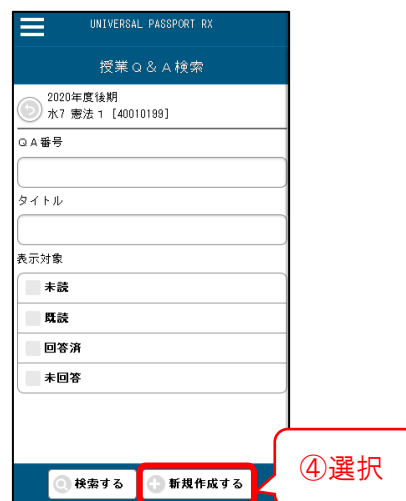 UNIVERSAL PASSPORT RX
授業Q&A検索
2020年度後期
水7 憲法1 [40010199]
QA番号
タイトル
表示対象
未読
既読
回答済
未回答
検索する
新規作成する
④選択